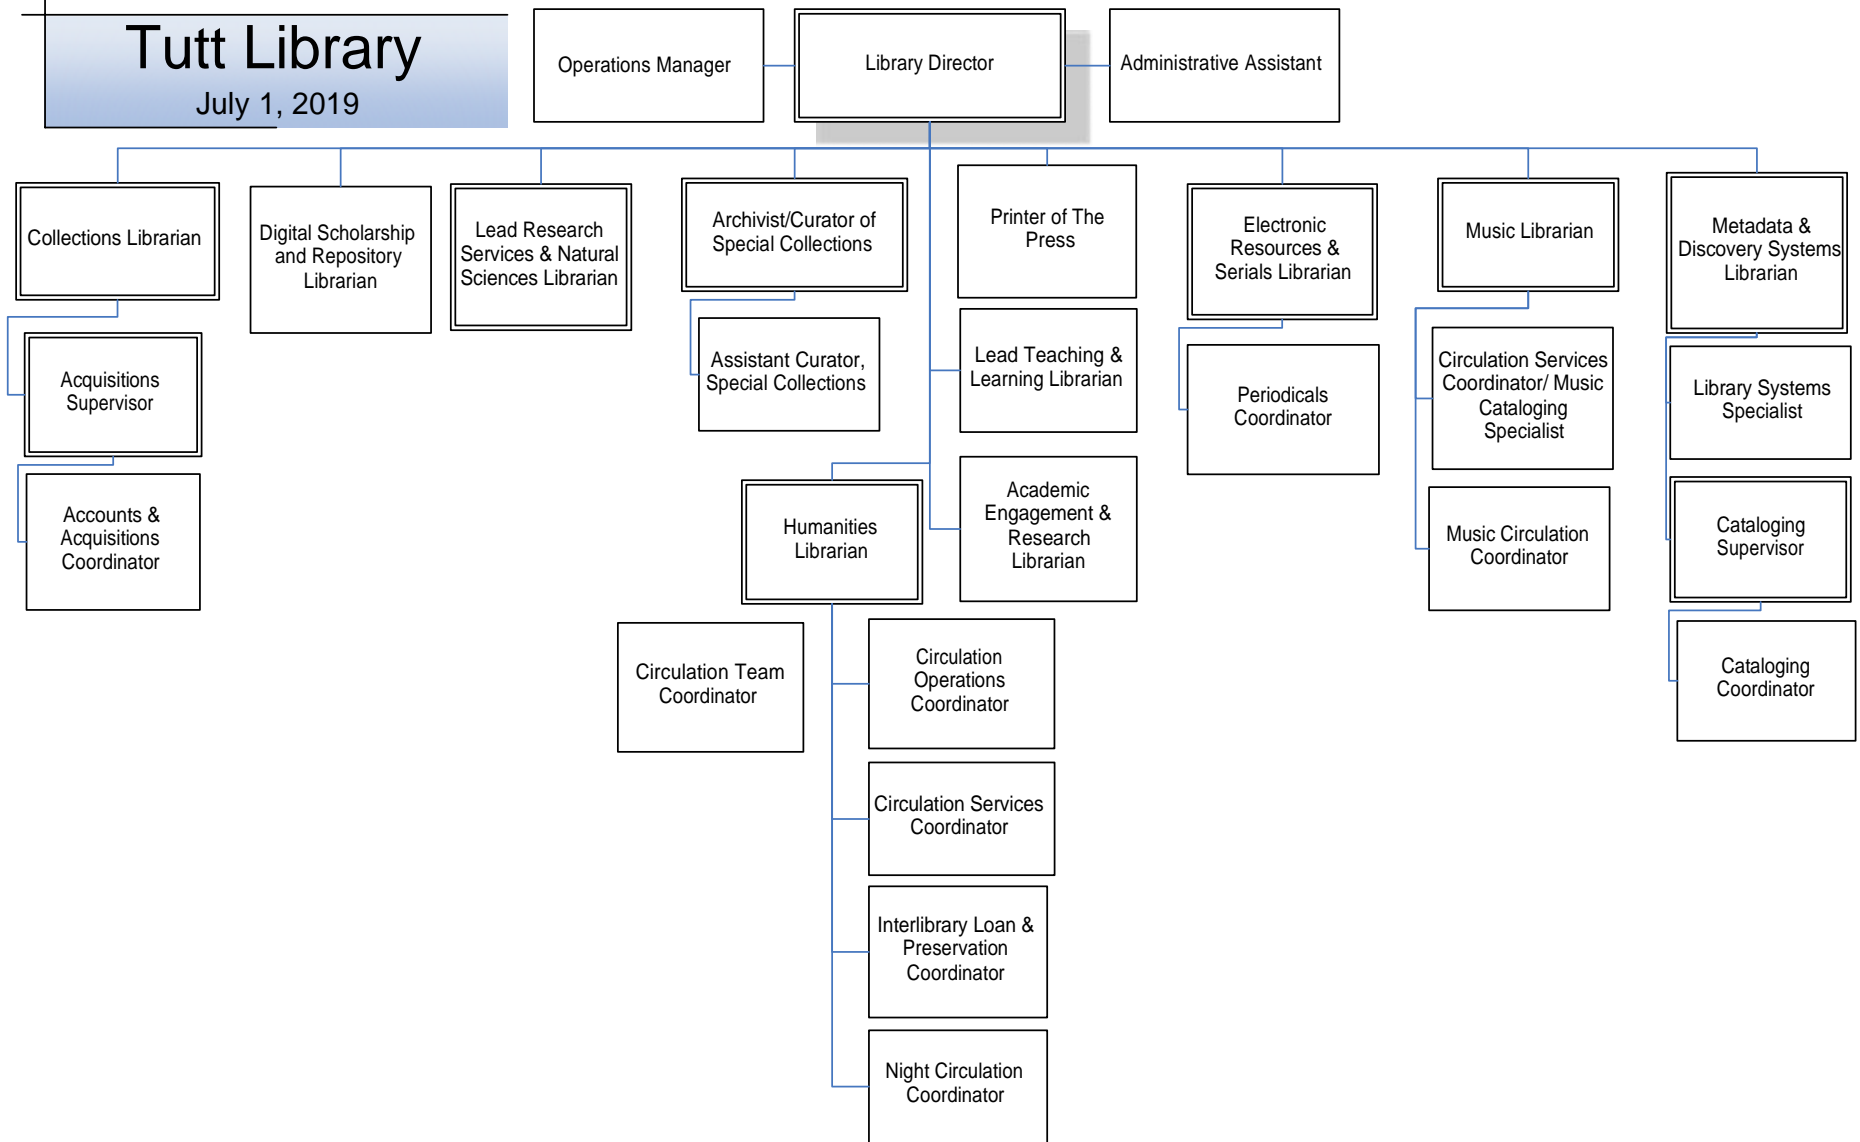 Tutt Library
July 1, 2019
Operations Manager
Library Director
Administrative Assistant
Collections Librarian
Digital Scholarship
and Repository
Librarian
Lead Research
Services & Natural
Sciences Librarian
Archivist/Curator of
Special Collections
Printer of The
Press
Electronic
Resources &
Serials Librarian
Music Librarian
Metadata &
Discovery Systems
Librarian
Acquisitions
Supervisor
Assistant Curator,
Special Collections
Lead Teaching &
Learning Librarian
Periodicals
Coordinator
Circulation Services
Coordinator/ Music
Cataloging
Specialist
Library Systems
Specialist
Accounts &
Acquisitions
Coordinator
Humanities
Librarian
Academic
Engagement &
Research
Librarian
Music Circulation
Coordinator
Cataloging
Supervisor
Circulation Team
Coordinator
Circulation
Operations
Coordinator
Cataloging
Coordinator
Circulation Services
Coordinator
Interlibrary Loan &
Preservation
Coordinator
Night Circulation
Coordinator